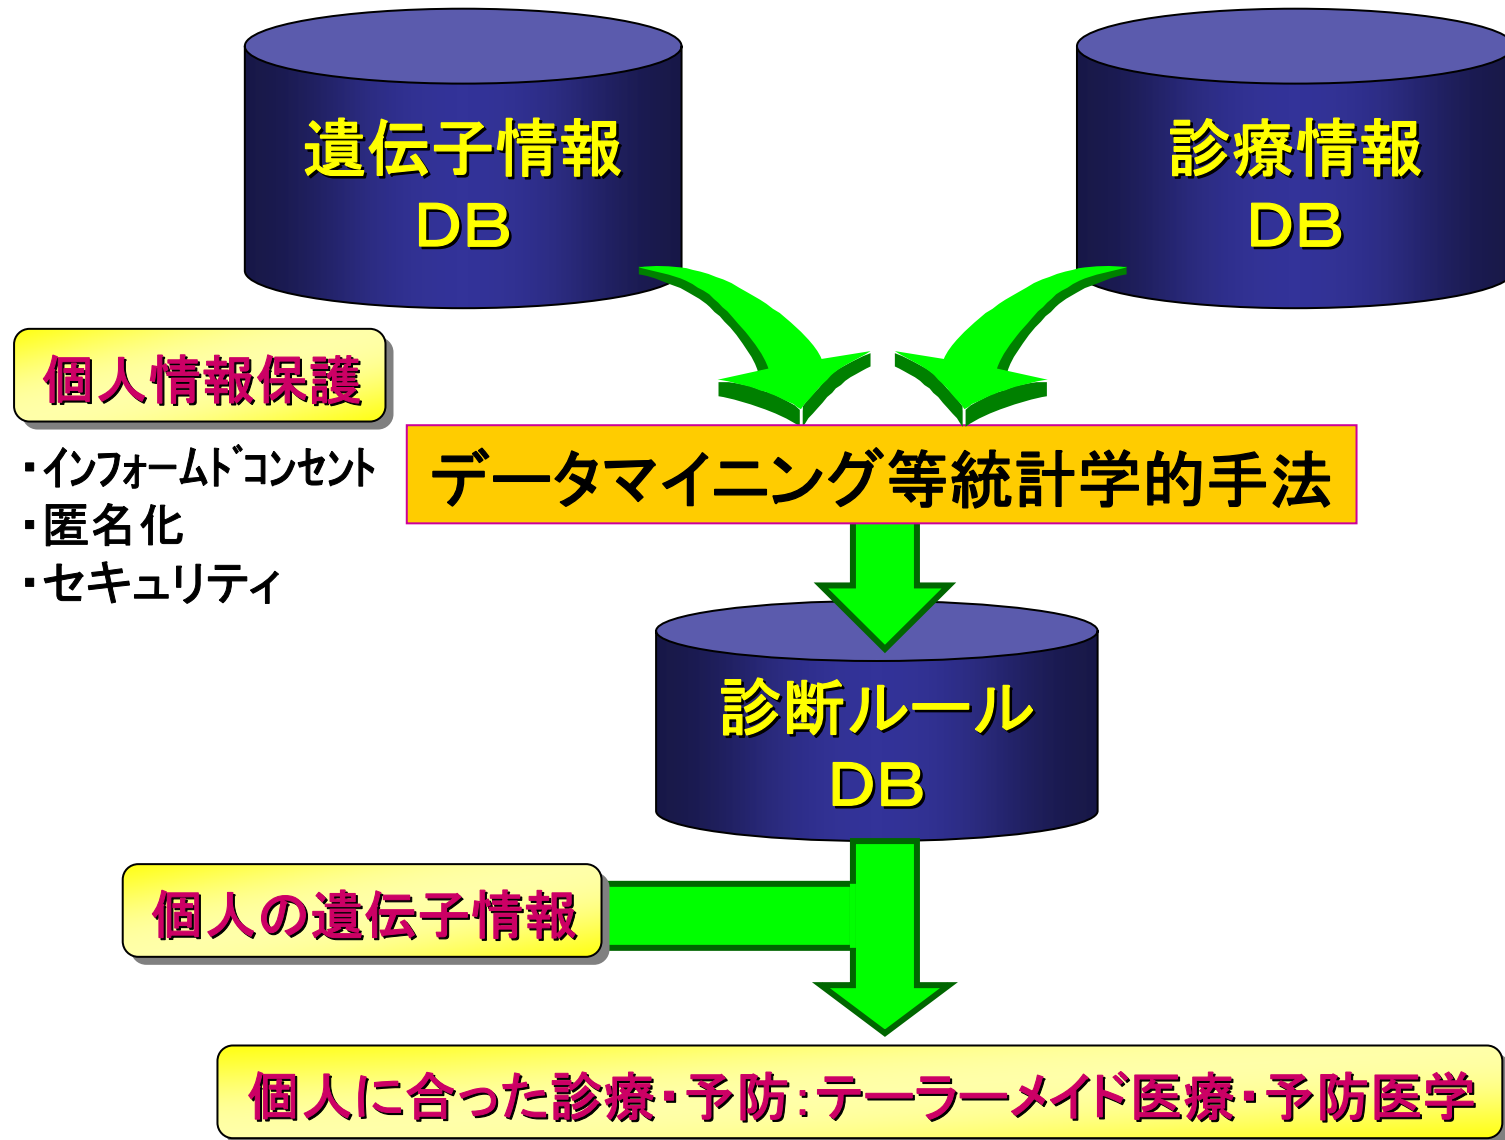 遺伝子情報
ＤＢ
診療情報
ＤＢ
個人情報保護
・インフォームドコンセント
・匿名化
・セキュリティ
データマイニング等統計学的手法
診断ルール
ＤＢ
個人の遺伝子情報
個人に合った診療・予防：テーラーメイド医療・予防医学